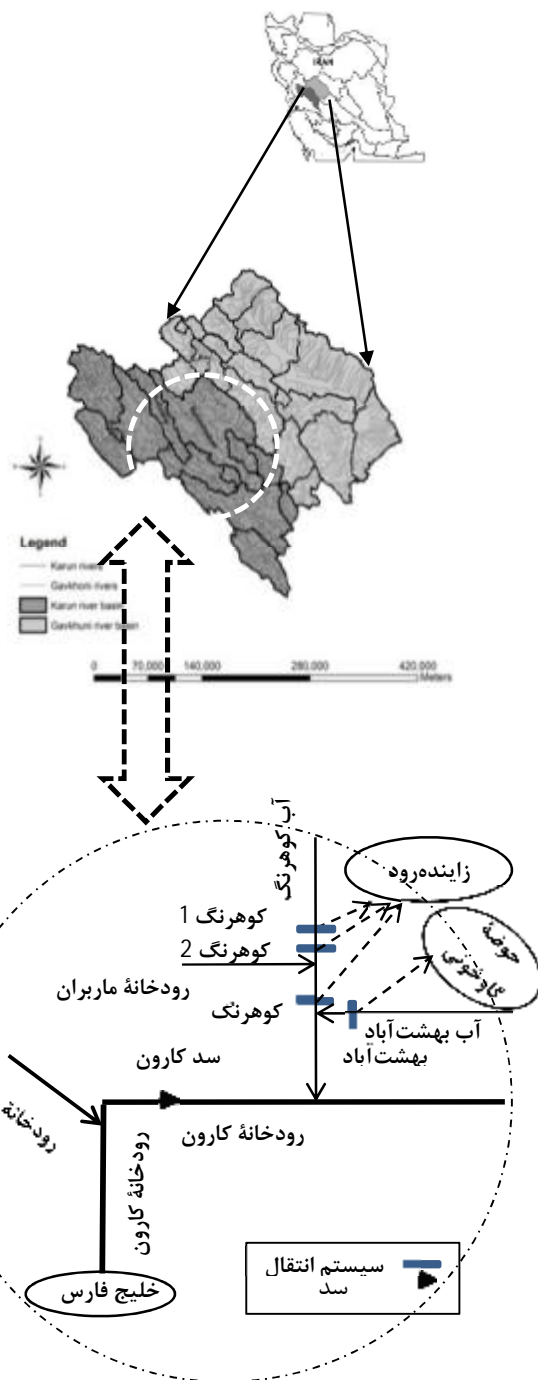 IRAN
Legend
Karun rivers
Gavkhoni rivers
Karun river basin
Gavkhuni river basin
0 70,000 140,000 280,000 420,000
Meters
آب کوهرنگ
زاینده‌رود
کوهرنگ 1
کوهرنگ 2
حوضهٔ
گاوخونی
رودخانهٔ ماربران
کوهرنگ
آب بهشت‌آباد
بهشت‌آباد
سد کارون
رودخانهٔ
رودخانهٔ کارون
رودخانهٔ کارون
سیستم انتقال
سد
خلیج فارس